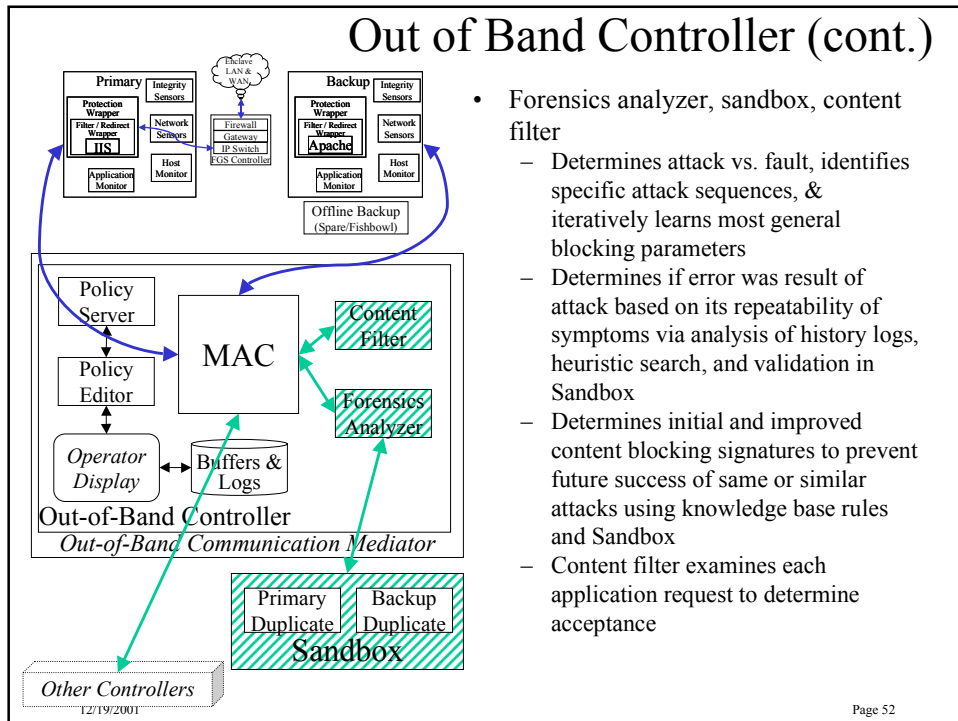 Out of Band Controller (cont.)
Enclave
LAN &
WAN
Primary
Integrity
Sensors
Protection
Wrapper
Filter / Redirect
Wrapper
IIS
Network
Sensors
Host
Monitor
Application
Monitor
Firewall
Gateway
IP Switch
FGS Controller
Backup
Integrity
Sensors
Protection
Wrapper
Filter / Redirect
Wrapper
Apache
Network
Sensors
Host
Monitor
Application
Monitor
Offline Backup
(Spare/Fishbowl)
Policy
Server
Policy
Editor
Operator
Display
MAC
Content
Filter
Forensics
Analyzer
Buffers &
Logs
Out-of-Band Controller
Out-of-Band Communication Mediator
Primary
Duplicate
Backup
Duplicate
Sandbox
Other Controllers
• Forensics analyzer, sandbox, content
filter
– Determines attack vs. fault, identifies
specific attack sequences, &
iteratively learns most general
blocking parameters
– Determines if error was result of
attack based on its repeatability of
symptoms via analysis of history logs,
heuristic search, and validation in
Sandbox
– Determines initial and improved
content blocking signatures to prevent
future success of same or similar
attacks using knowledge base rules
and Sandbox
– Content filter examines each
application request to determine
acceptance
12/19/2001
Page 52